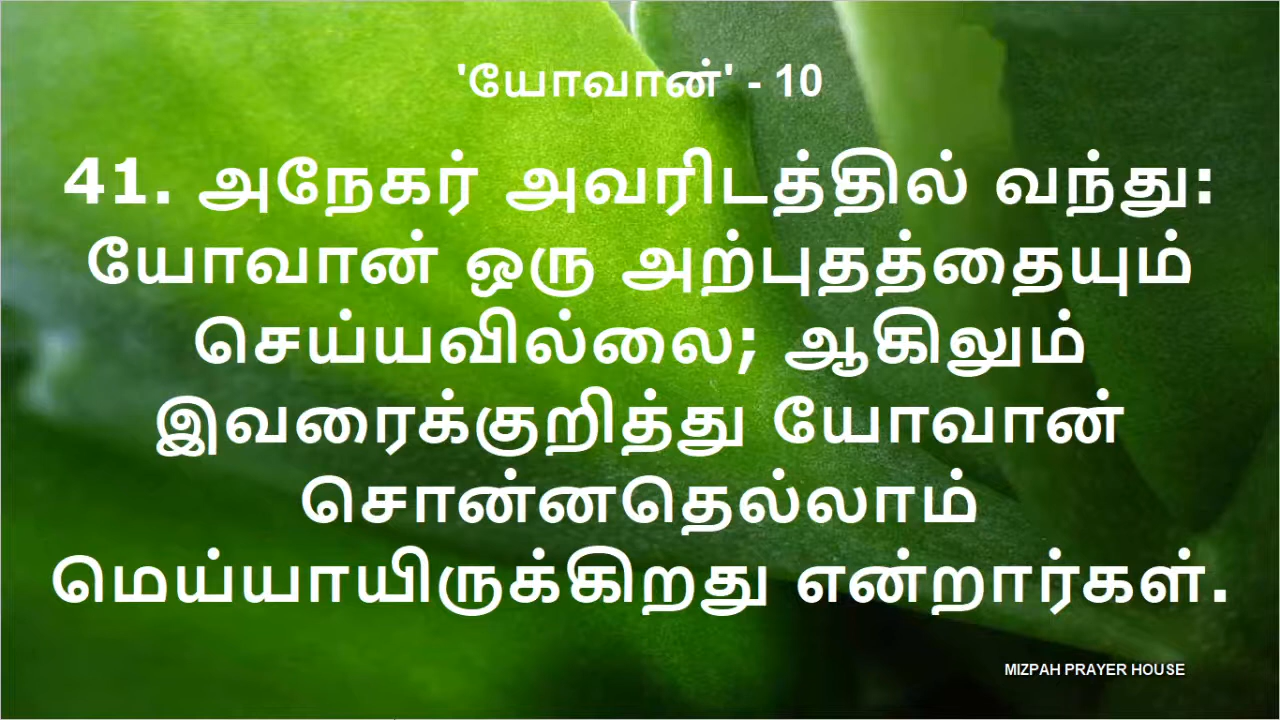 'யோவான்' - 10
41. அநேகர் அவரிடத்தில் வந்து:
யோவான் ஒரு அற்புதத்தையும்
செய்யவில்லை; ஆகிலும்
இவரைக்குறித்து யோவான்
சொன்னதெல்லாம்
மெய்யாயிருக்கிறது என்றார்கள்.
MIZPAH PRAYER HOUSE